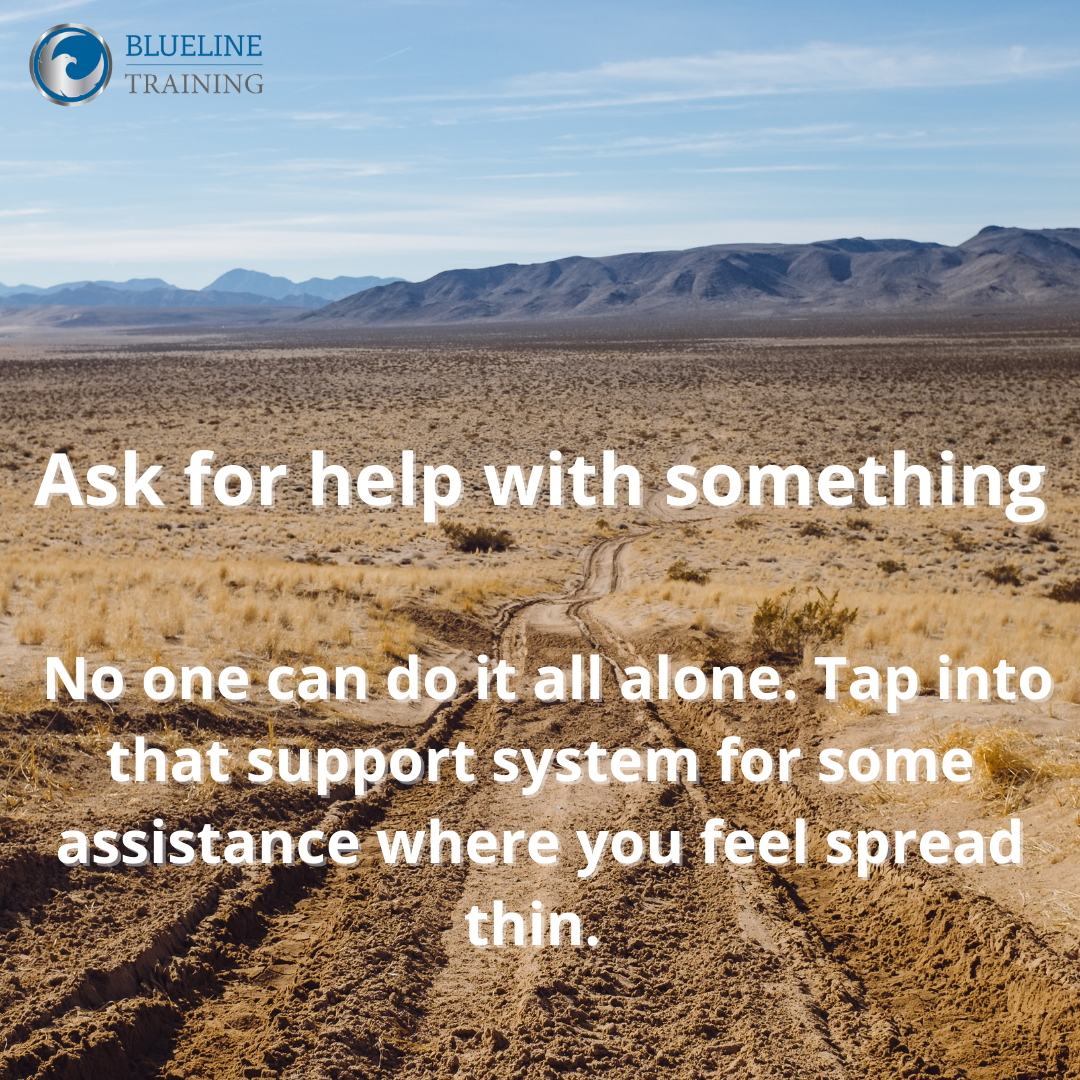 BLUELINE
TRAINING
Ask for help with something
No one can do it all alone. Tap into
that support system for some
assistance where you feel spread
thin.